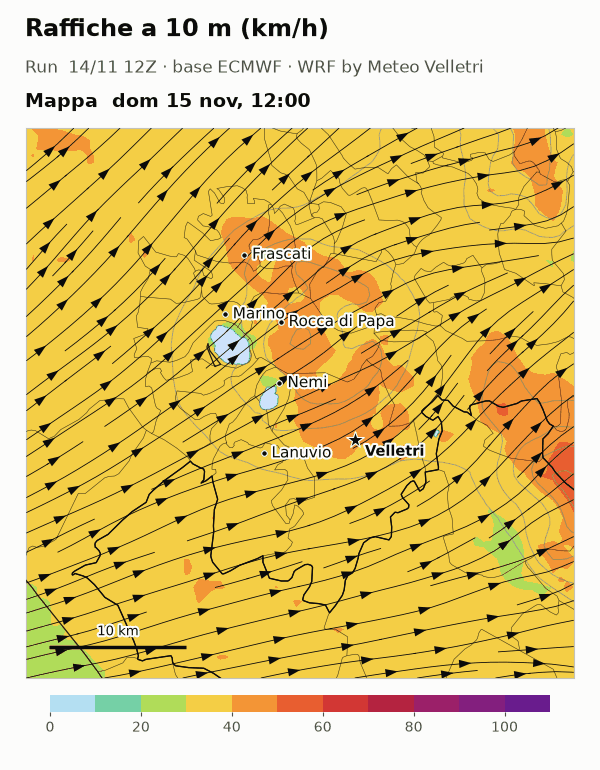 Raffiche a 10 m (km/h)
Run 14/11 12Z · base ECMWF · WRF by Meteo Velletri
Mappa dom 15 nov, 12:00
Frascati
Marino
Rocca di Papa
Nemi
Velletri
Lanuvio
10 km
0 20 40 60 80 100